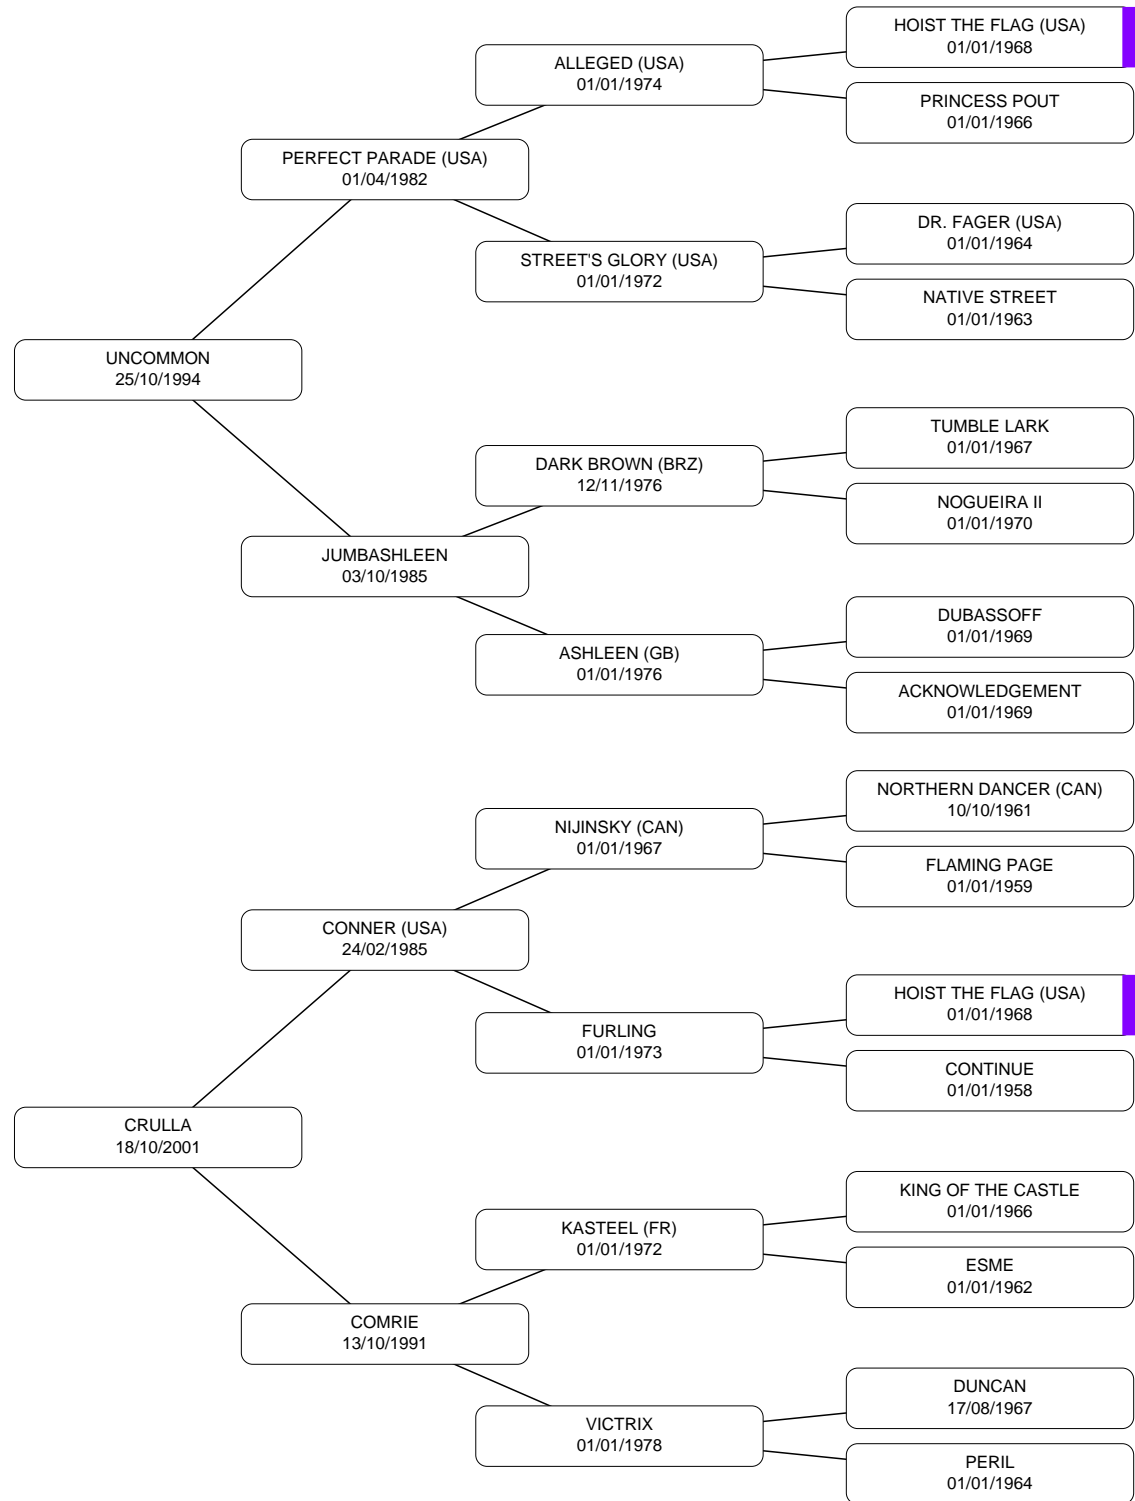 HOIST THE FLAG (USA)
01/01/1968
ALLEGED (USA)
01/01/1974
PRINCESS POUT
01/01/1966
PERFECT PARADE (USA)
01/04/1982
DR. FAGER (USA)
01/01/1964
STREET'S GLORY (USA)
01/01/1972
NATIVE STREET
01/01/1963
UNCOMMON
25/10/1994
TUMBLE LARK
01/01/1967
DARK BROWN (BRZ)
12/11/1976
NOGUEIRA II
01/01/1970
JUMBASHLEEN
03/10/1985
DUBASSOFF
01/01/1969
ASHLEEN (GB)
01/01/1976
ACKNOWLEDGEMENT
01/01/1969
NORTHERN DANCER (CAN)
10/10/1961
NIJINSKY (CAN)
01/01/1967
FLAMING PAGE
01/01/1959
CONNER (USA)
24/02/1985
HOIST THE FLAG (USA)
01/01/1968
FURLING
01/01/1973
CONTINUE
01/01/1958
CRULLA
18/10/2001
KING OF THE CASTLE
01/01/1966
KASTEEL (FR)
01/01/1972
ESME
01/01/1962
COMRIE
13/10/1991
DUNCAN
17/08/1967
VICTRIX
01/01/1978
PERIL
01/01/1964